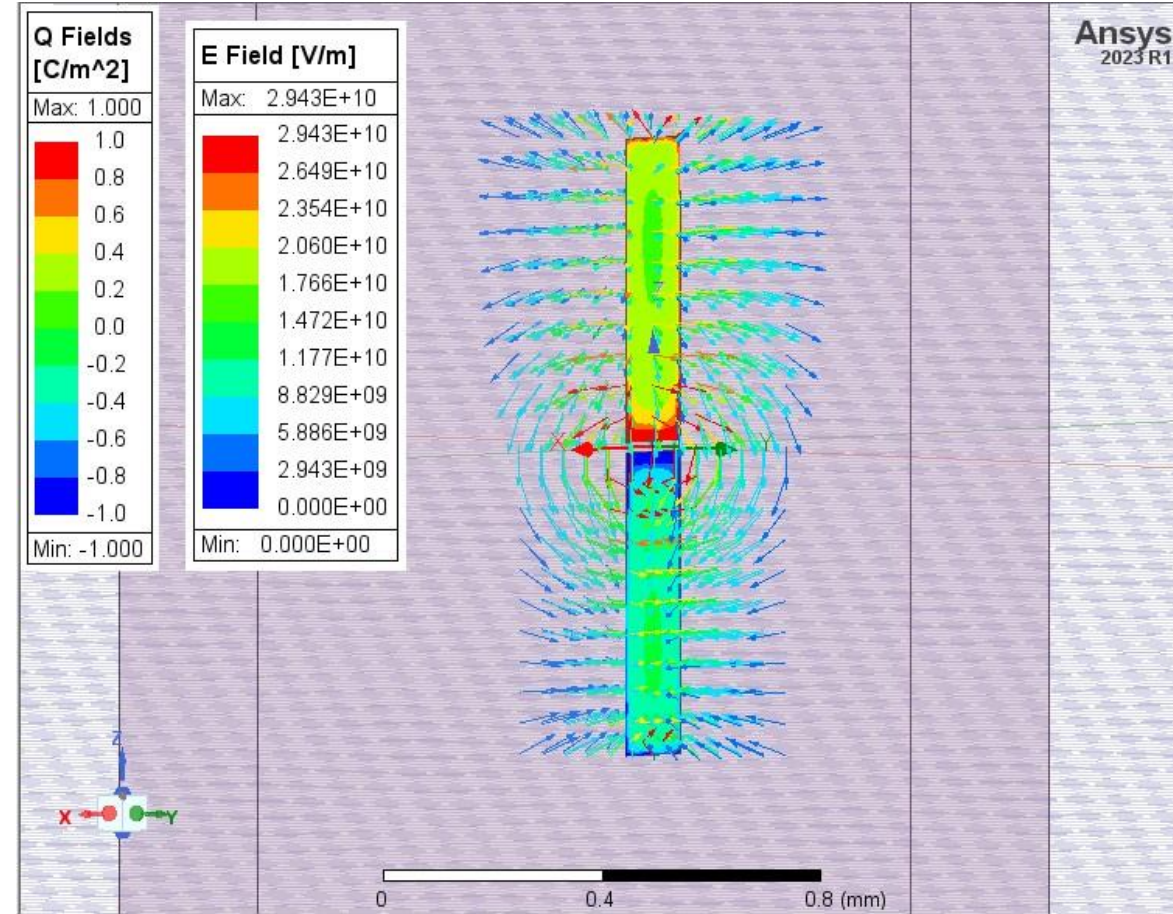 Q Fields
[C/m^2]
Max: 1.000
1.0
0.8
0.6
0.4
0.2
0.0
-0.2
-0.4
-0.6
-0.8
-1.0
Min: -1.000
E Field [V/m]
Max: 2.943E+10
2.943E+10
2.649E+10
2.354E+10
2.060E+10
1.766E+10
1.472E+10
1.177E+10
8.829E+09
5.886E+09
2.943E+09
0.000E+00
Min: 0.000E+00
Ansys
2023 R1
Z
X
Y
Z
X
Y
0
0.4
0.8 (mm)